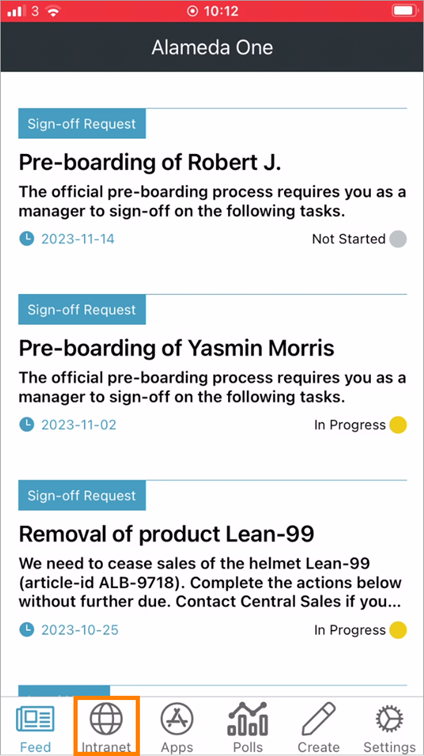 3 10:12
Alameda One
Sign-off Request
Pre-boarding of Robert J.
The official pre-boarding process requires you as a
manager to sign-off on the following tasks.
2023-11-14 Not Started
Sign-off Request
Pre-boarding of Yasmin Morris
The official pre-boarding process requires you as a
manager to sign-off on the following tasks.
2023-11-02 In Progress
Sign-off Request
Removal of product Lean-99
We need to cease sales of the helmet Lean-99
(article-id ALB-9718). Complete the actions below
without further due. Contact Central Sales if you...
2023-10-25 In Progress
Feed Intranet Apps Polls Create Settings